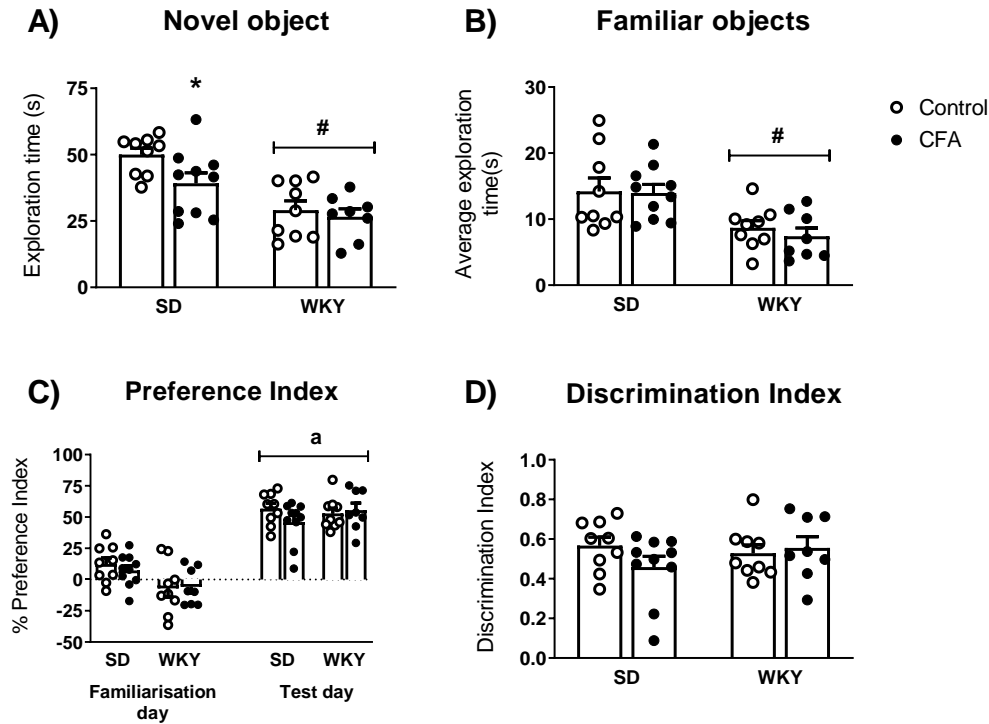 A) Novel object
Exploration time (s)
75
50
25
0
*
#
SD WKY
B) Familiar objects
Average exploration
time(s)
30
20
10
0
#
SD WKY
Control
CFA
C) Preference Index
% Preference Index
100
75
50
25
0
-25
-50
a
SD WKY SD WKY
Familiarisation
day
Test day
D) Discrimination Index
Discrimination Index
1.0
0.8
0.6
0.4
0.2
0.0
SD WKY